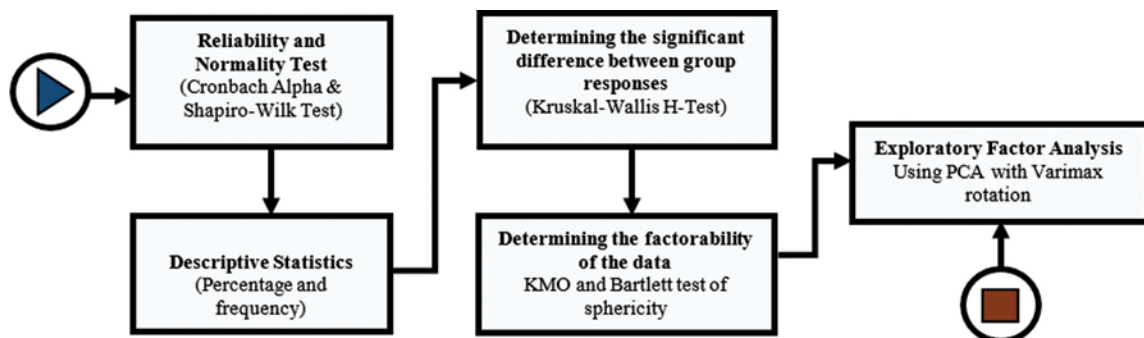 Reliability and
Normality Test
(Cronbach Alpha &
Shapiro-Wilk Test)
Descriptive Statistics
(Percentage and
frequency)
Determining the significant
difference between group
responses
(Kruskal-Wallis H-Test)
Determining the factorability
of the data
KMO and Bartlett test of
sphericity
Exploratory Factor Analysis
Using PCA with Varimax
rotation